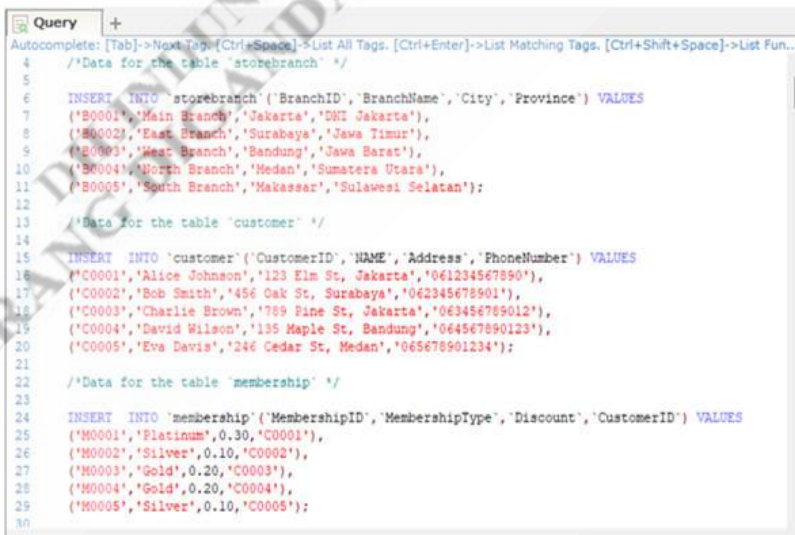 Query +
Autocomplete: [Tab]->Next Tag. [Ctrl+Space]->List All Tags. [Ctrl+Enter]->List Matching Tags. [Ctrl+Shift+Space]->List Fun...
4 /*Data for the table `storebranch` */
5
6 INSERT INTO `storebranch`(`BranchID`,`BranchName`,`City`,`Province`) VALUES
7 ('B0001','Main Branch','Jakarta','DKI Jakarta'),
8 ('B0002','East Branch','Surabaya','Jawa Timur'),
9 ('B0003','West Branch','Bandung','Jawa Barat'),
10 ('B0004','North Branch','Medan','Sumatera Utara'),
11 ('B0005','South Branch','Makassar','Sulawesi Selatan');
12
13 /*Data for the table `customer` */
14
15 INSERT INTO `customer`(`CustomerID`,`NAME`,`Address`,`PhoneNumber`) VALUES
16 ('C0001','Alice Johnson','123 Elm St, Jakarta','061234567890'),
17 ('C0002','Bob Smith','456 Oak St, Surabaya','062345678901'),
18 ('C0003','Charlie Brown','789 Pine St, Jakarta','063456789012'),
19 ('C0004','David Wilson','135 Maple St, Bandung','064567890123'),
20 ('C0005','Eva Davis','246 Cedar St, Medan','065678901234');
21
22 /*Data for the table `membership` */
23
24 INSERT INTO `membership`(`MembershipID`,`MembershipType`,`Discount`,`CustomerID`) VALUES
25 ('M0001','Platinum',0.30,'C0001'),
26 ('M0002','Silver',0.10,'C0002'),
27 ('M0003','Gold',0.20,'C0003'),
28 ('M0004','Gold',0.20,'C0004'),
29 ('M0005','Silver',0.10,'C0005');
30